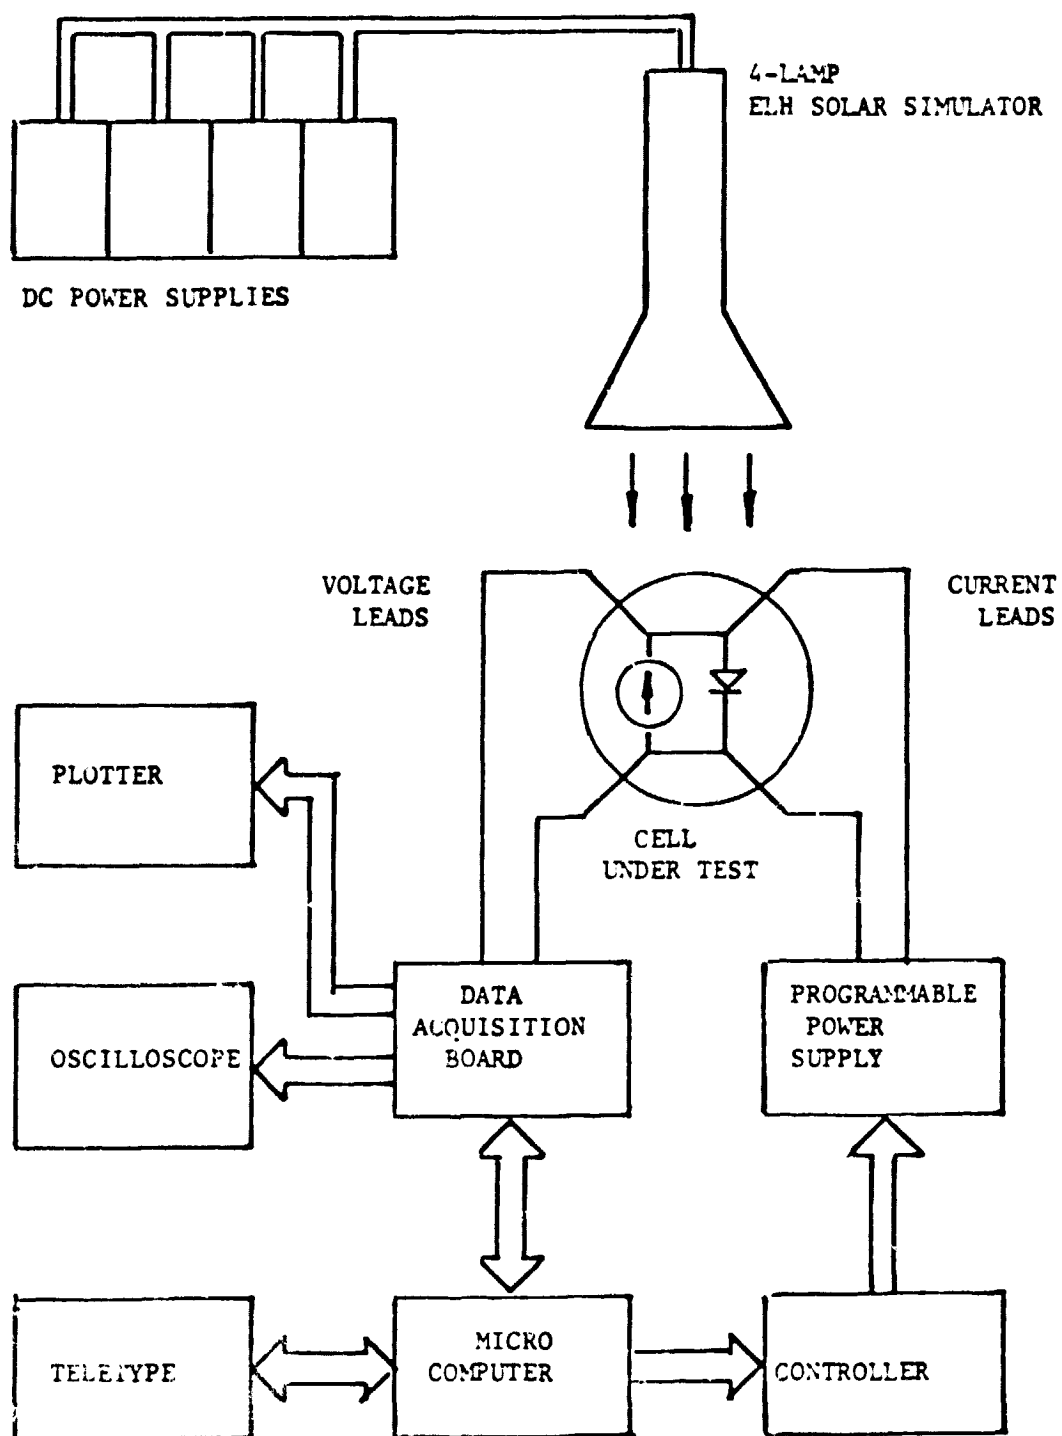 4-LAMP
ELH SOLAR SIMULATOR
DC POWER SUPPLIES
VOLTAGE
LEADS
CURRENT
LEADS
CELL
UNDER TEST
PLOTTER
DATA
ACQUISITION
BOARD
PROGRAMMABLE
POWER
SUPPLY
OSCILLOSCOPE
TELETYPE
MICRO
COMPUTER
CONTROLLER